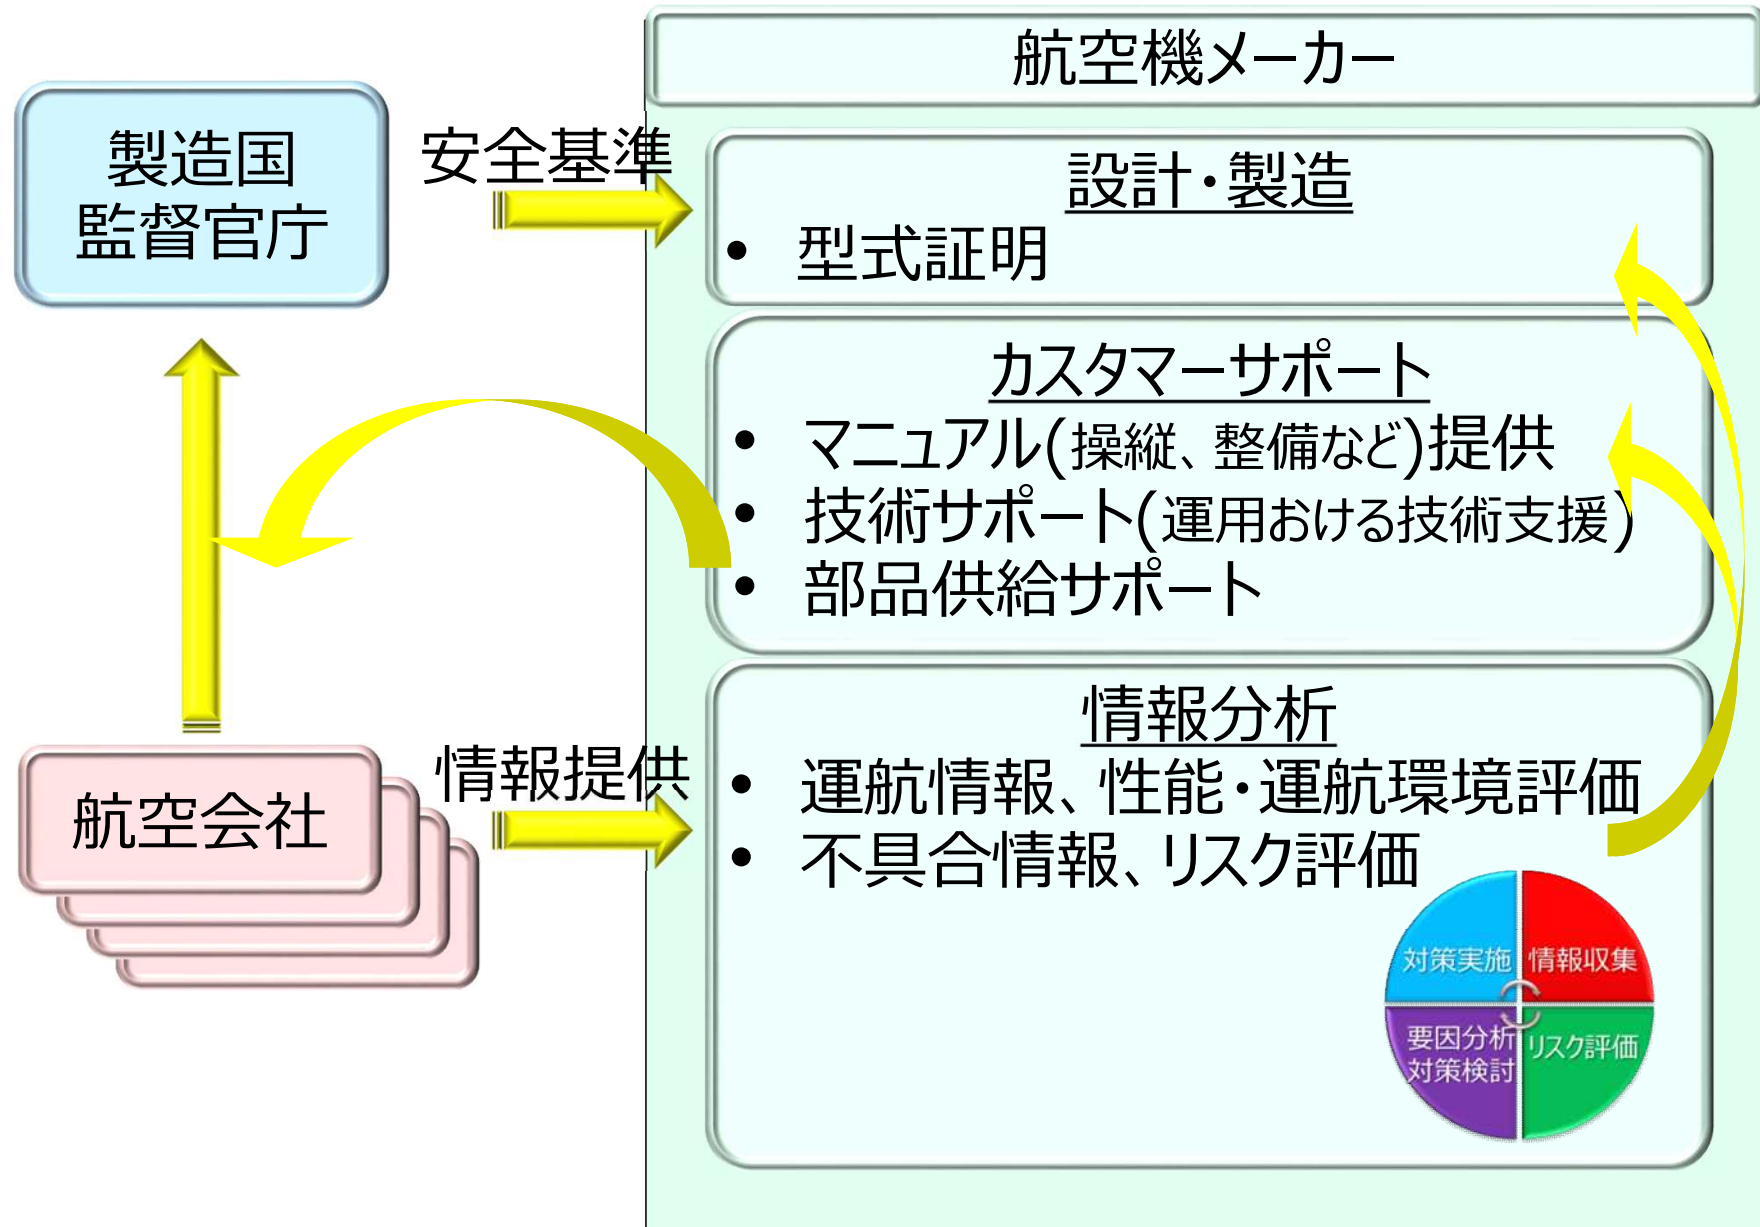 航空機メーカー
製造国
監督官庁
安全基準
設計・製造
• 型式証明
カスタマーサポート
• マニュアル(操縦、整備など)提供
• 技術サポート(運用おける技術支援)
• 部品供給サポート
航空会社
情報提供
情報分析
• 運航情報、性能・運航環境評価
• 不具合情報、リスク評価
対策実施
情報収集
要因分析
対策検討
リスク評価